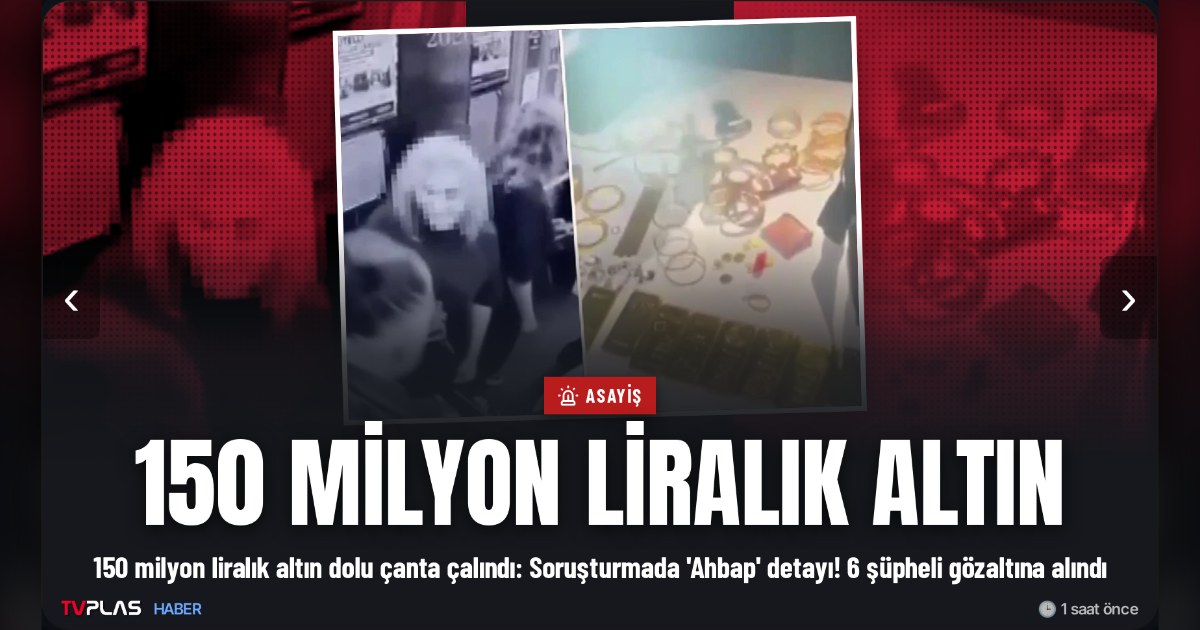 ASAYİŞ
150 MİLYON LİRALIK ALTIN
150 milyon liralık altın dolu çanta çalındı: Soruşturmada 'Ahbap' detayı! 6 şüpheli gözaltına alındı
TVPLAS HABER
1 saat önce